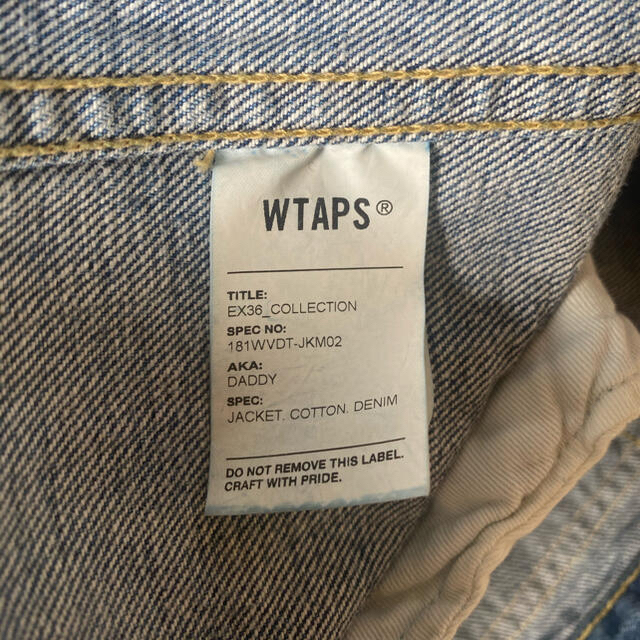 WTAPS®
TITLE:
EX36_COLLECTION
SPEC NO:
181WVDT-JKM02
AKA:
DADDY
SPEC:
JACKET. COTTON. DENIM
DO NOT REMOVE THIS LABEL.
CRAFT WITH PRIDE.